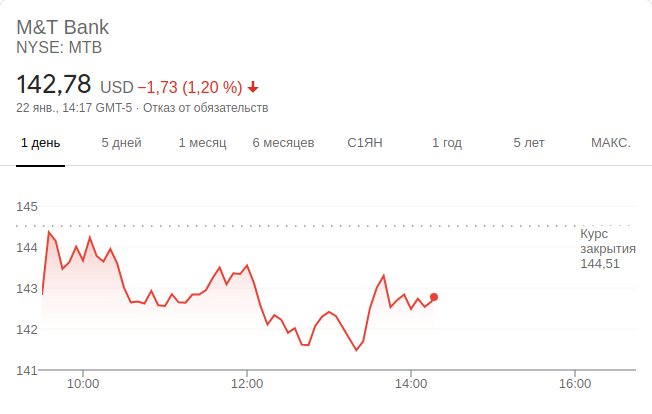 M&T Bank
NYSE: MTB
142,78 USD −1,73 (1,20 %)
22 янв., 14:17 GMT-5 · Отказ от обязательств
1 день 5 дней 1 месяц 6 месяцев С1ЯН 1 год 5 лет МАКС.
145
144
143
142
141
Курс
закрытия
144,51
10:00 12:00 14:00 16:00